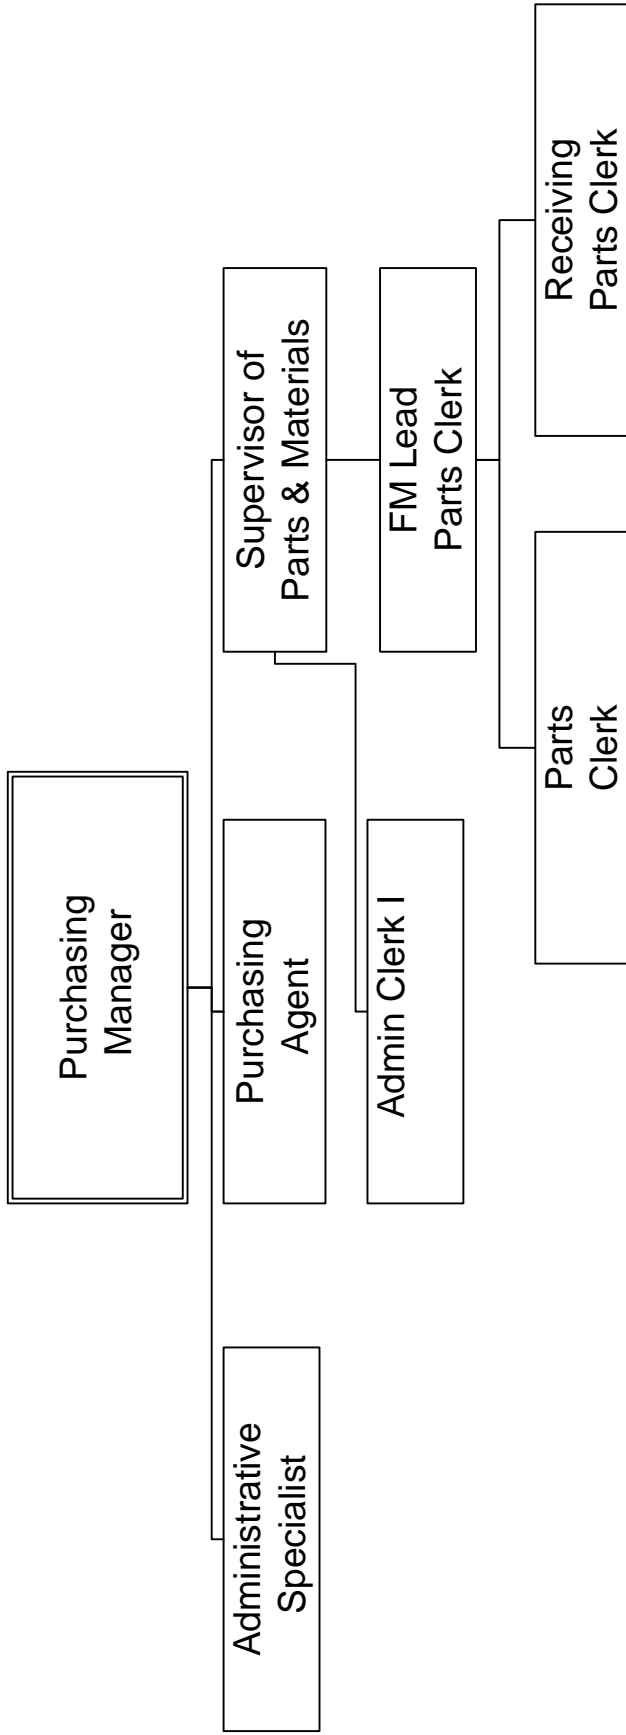 Purchasing
Manager
Administrative
Specialist
Purchasing
Agent
Supervisor of
Parts & Materials
Admin Clerk I
FM Lead
Parts Clerk
Parts
Clerk
Receiving
Parts Clerk